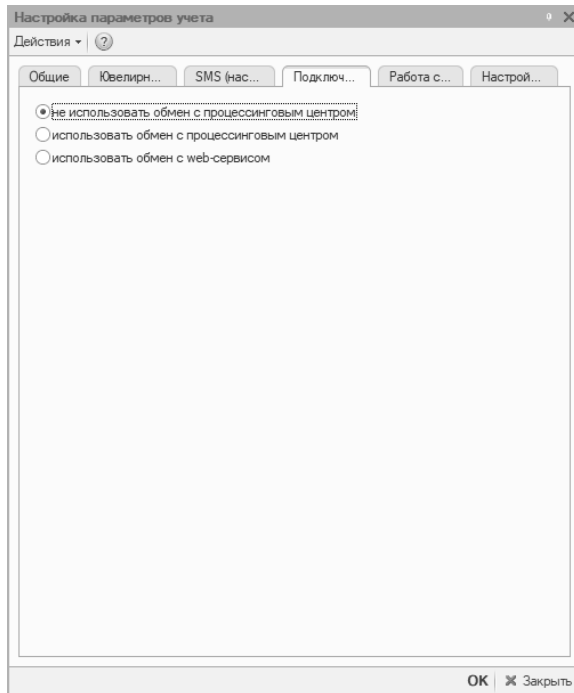 Настройка параметров учета
Действия
Общие Ювелирн... SMS (нас... Подключ... Работа с... Настрой...
не использовать обмен с процессинговым центром
использовать обмен с процессинговым центром
использовать обмен с web-сервисом
OK Закрыть